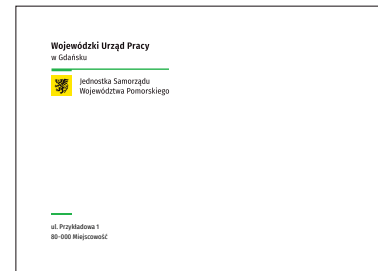 Wojewódzki Urząd Pracy
w Gdańsku
Jednostka Samorządu
Województwa Pomorskiego
ul. Przykładowa 1
80-000 Miejscowość